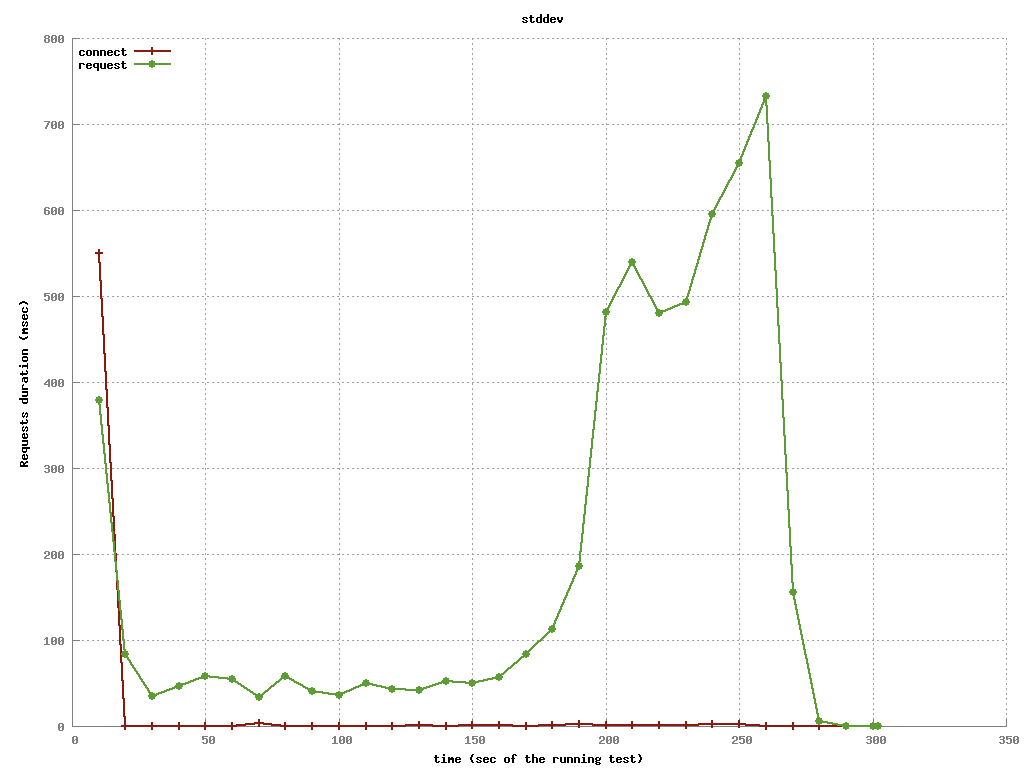 stddev
connect
request
800
700
600
500
400
300
200
100
0
Requests duration (msec)
0 50 100 150 200 250 300 350
time (sec of the running test)